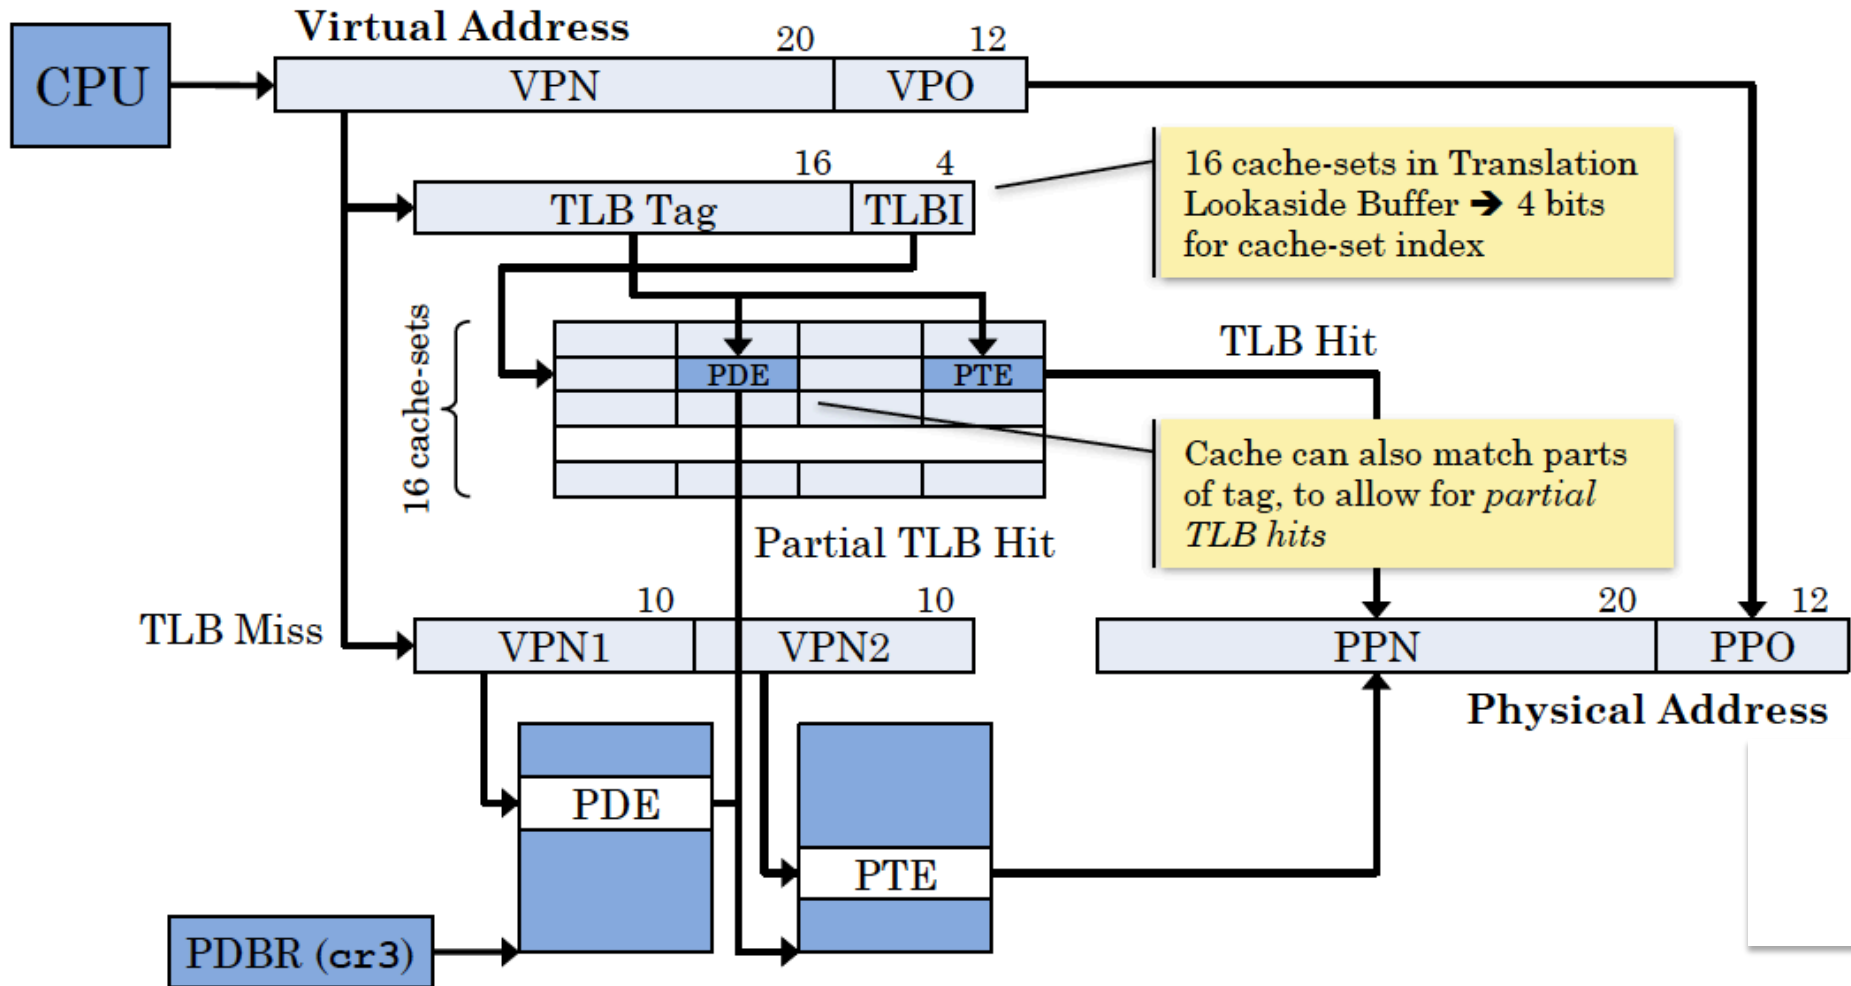 Virtual Address
20
12
CPU
VPN
VPO
16
4
TLB Tag
TLBI
16 cache-sets in Translation
Lookaside Buffer ➔ 4 bits
for cache-set index
16 cache-sets
TLB Hit
PDE
PTE
Cache can also match parts
of tag, to allow for partial
TLB hits
Partial TLB Hit
10
10
20
12
TLB Miss
VPN1
VPN2
PPN
PPO
Physical Address
PDE
PTE
PDBR (cr3)